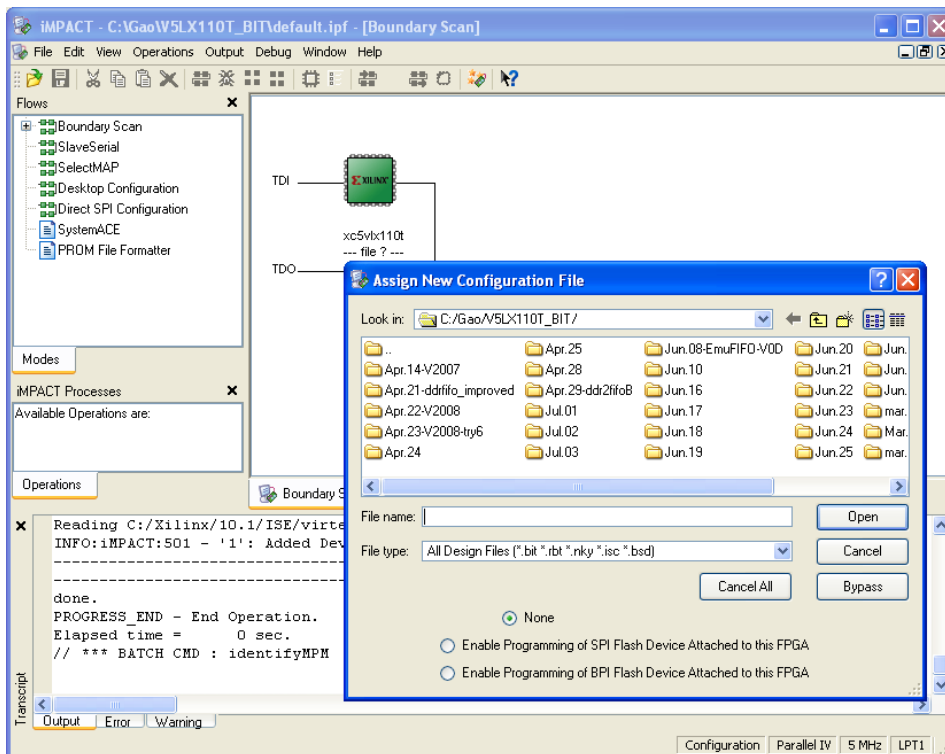 iMPACT - C:\Gao\V5LX110T_BIT\default.ipf - [Boundary Scan]
File Edit View Operations Output Debug Window Help
Flows
Boundary Scan
SlaveSerial
SelectMAP
Desktop Configuration
Direct SPI Configuration
SystemACE
PROM File Formatter
Modes
iMPACT Processes
Available Operations are:
Operations
TDI
XILINX
xc5vlx110t
--- file ? ---
TDO
Boundary S
Assign New Configuration File
Look in: C:/Gao/V5LX110T_BIT/
.. Apr.25 Jun.08-EmuFIFO-V0D Jun.20 Jun.
Apr.14-V2007 Apr.28 Jun.10 Jun.21 Jun.
Apr.21-ddrfifo_improved Apr.29-ddr2fifoB Jun.16 Jun.22 Jun.
Apr.22-V2008 Jul.01 Jun.17 Jun.23 mar.
Apr.23-V2008-try6 Jul.02 Jun.18 Jun.24 Mar.
Apr.24 Jul.03 Jun.19 Jun.25 mar.
File name: Open
File type: All Design Files (*.bit *.rbt *.nky *.isc *.bsd) Cancel
Cancel All Bypass
None
Enable Programming of SPI Flash Device Attached to this FPGA
Enable Programming of BPI Flash Device Attached to this FPGA
Reading C:/Xilinx/10.1/ISE/virte
INFO:iMPACT:501 - '1': Added Dev
----------------------------------
----------------------------------
done.
PROGRESS_END - End Operation.
Elapsed time = 0 sec.
// *** BATCH CMD : identifyMPM
Transcript
Output Error Warning
Configuration Parallel IV 5 MHz LPT1